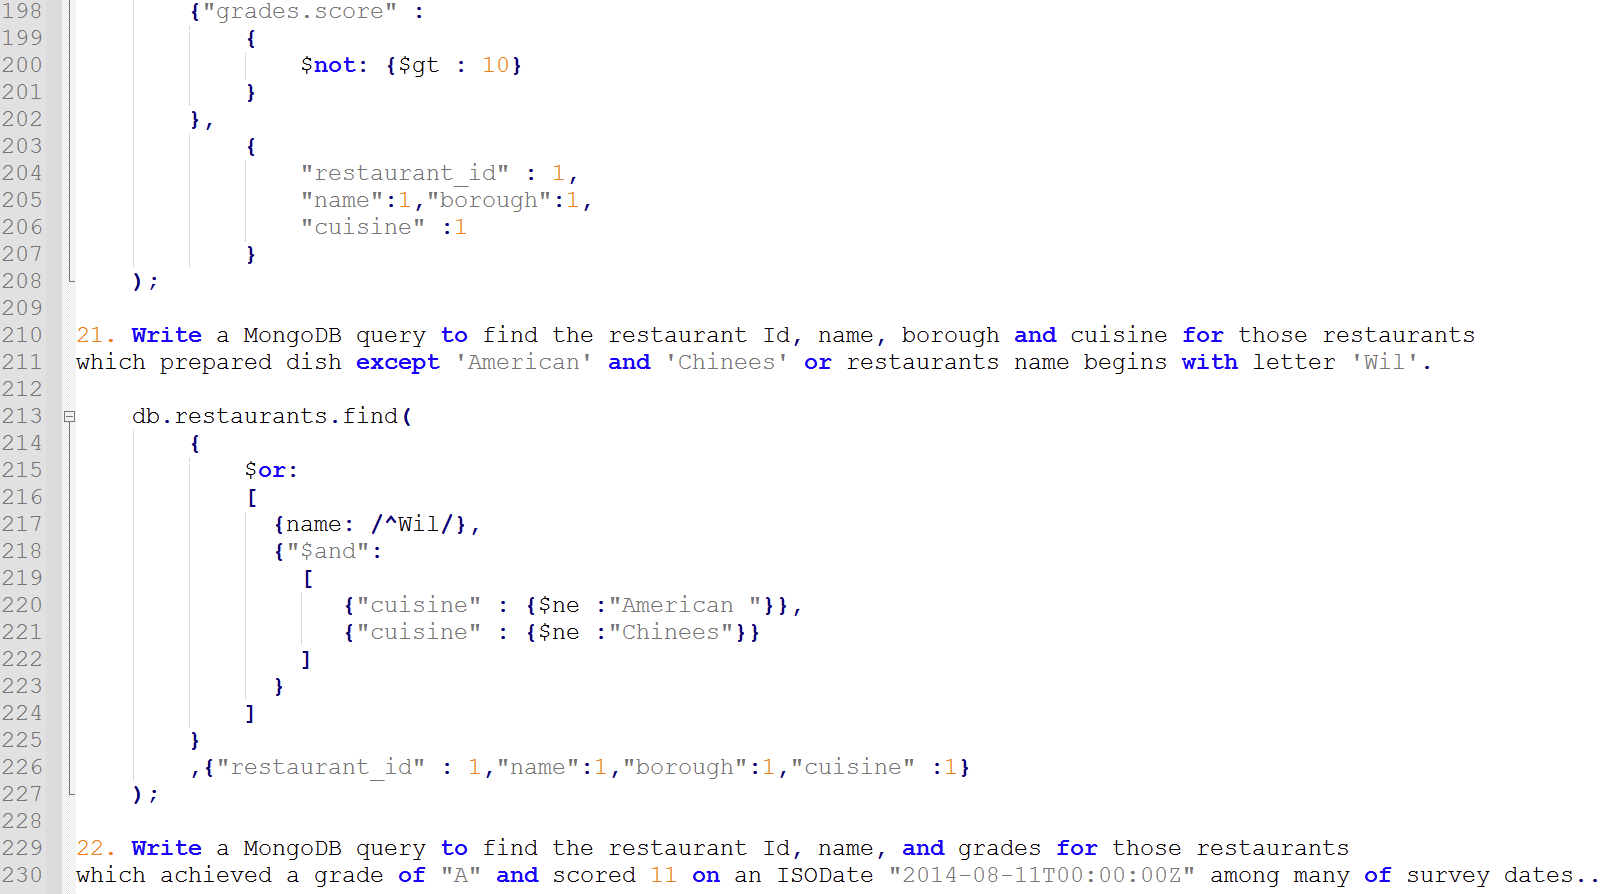 198 {"grades.score" :
199 {
200 $not: {$gt : 10}
201 }
202 },
203 {
204 "restaurant_id" : 1,
205 "name":1,"borough":1,
206 "cuisine" :1
207 }
208 );
209
210 21. Write a MongoDB query to find the restaurant Id, name, borough and cuisine for those restaurants
211 which prepared dish except 'American' and 'Chinees' or restaurants name begins with letter 'Wil'.
212
213 db.restaurants.find(
214 {
215 $or:
216 [
217 {name: /^Wil/},
218 {"$and":
219 [
220 {"cuisine" : {$ne :"American "}},
221 {"cuisine" : {$ne :"Chinees"}}
222 ]
223 }
224 ]
225 }
226 ,{"restaurant_id" : 1,"name":1,"borough":1,"cuisine" :1}
227 );
228
229 22. Write a MongoDB query to find the restaurant Id, name, and grades for those restaurants
230 which achieved a grade of "A" and scored 11 on an ISODate "2014-08-11T00:00:00Z" among many of survey dates..